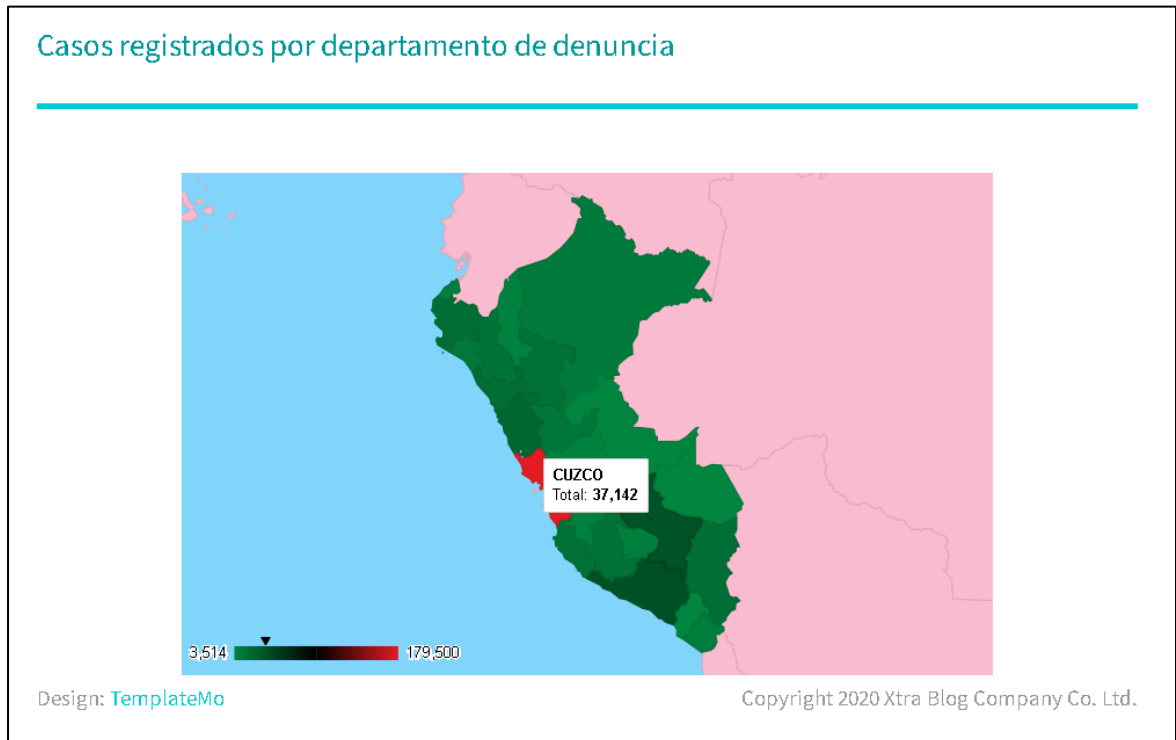 Casos registrados por departamento de denuncia
CUZCO
Total: 37,142
3,514
179,500
Design: TemplateMo
Copyright 2020 Xtra Blog Company Co. Ltd.